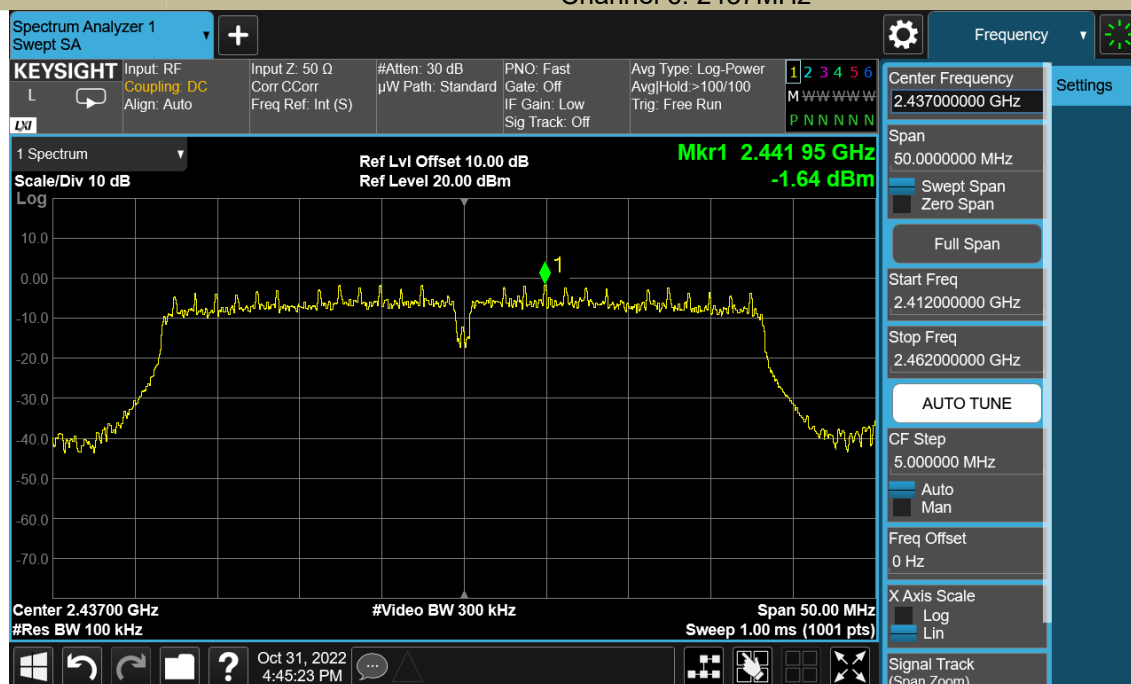 Channel 6: 2437MHz
Spectrum Analyzer 1
Swept SA
Frequency
KEYSIGHT
L
LXI
Input: RF
Coupling: DC
Align: Auto
Input Z: 50 Ω
Corr CCorr
Freq Ref: Int (S)
#Atten: 30 dB
µW Path: Standard
PNO: Fast
Gate: Off
IF Gain: Low
Sig Track: Off
Avg Type: Log-Power
Avg|Hold:>100/100
Trig: Free Run
1 2 3 4 5 6
M W W W W W
P N N N N N
1 Spectrum
Scale/Div 10 dB
Log
Ref Lvl Offset 10.00 dB
Ref Level 20.00 dBm
Mkr1 2.441 95 GHz
-1.64 dBm
1
10.0
0.00
-10.0
-20.0
-30.0
-40.0
-50.0
-60.0
-70.0
Center 2.43700 GHz
#Res BW 100 kHz
#Video BW 300 kHz
Span 50.00 MHz
Sweep 1.00 ms (1001 pts)
Center Frequency
2.437000000 GHz
Settings
Span
50.0000000 MHz
Swept Span
Zero Span
Full Span
Start Freq
2.412000000 GHz
Stop Freq
2.462000000 GHz
AUTO TUNE
CF Step
5.000000 MHz
Auto
Man
Freq Offset
0 Hz
X Axis Scale
Log
Lin
Signal Track
(Span Zoom)
?
Oct 31, 2022
4:45:23 PM